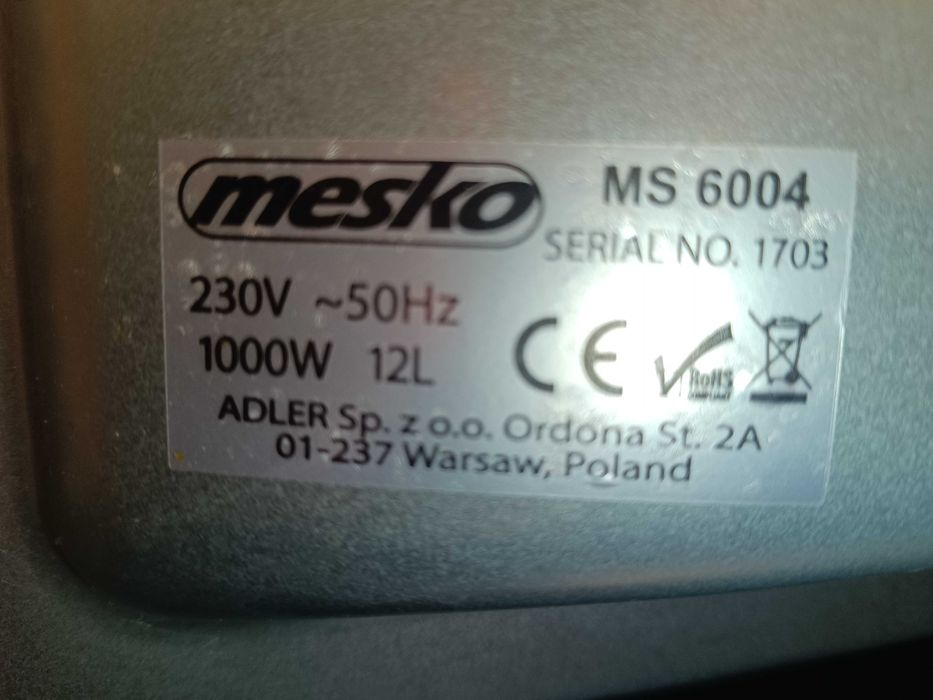 mesko MS 6004
SERIAL NO. 1703
230V ~50Hz
1000W 12L
CE RoHS
COMPLIANT
ADLER Sp. z o.o. Ordona St. 2A
01-237 Warsaw, Poland